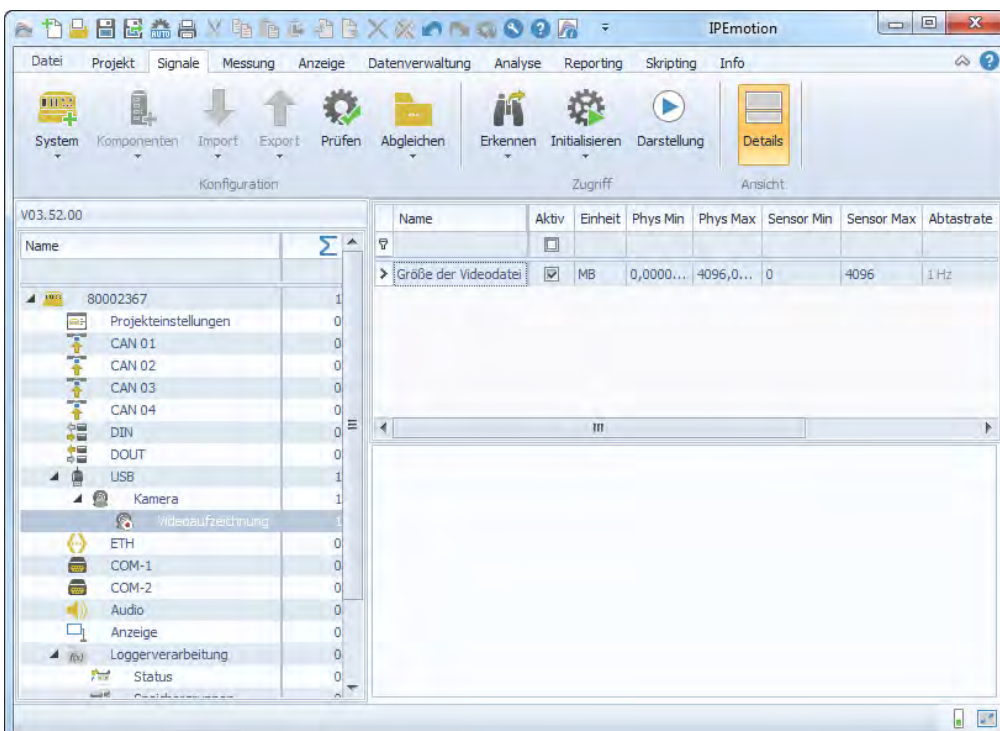 AUTO
IPEmotion
Datei Projekt Signale Messung Anzeige Datenverwaltung Analyse Reporting Skripting Info
System Komponenten Import Export Prüfen Abgleichen Erkennen Initialisieren Darstellung Details
Konfiguration Zugriff Ansicht
V03.52.00
Name Σ
Name Aktiv Einheit Phys Min Phys Max Sensor Min Sensor Max Abtastrate
Größe der Videodatei MB 0,0000... 4096,0... 0 4096 1 Hz
80002367 1
Projekteinstellungen 0
CAN 01 0
CAN 02 0
CAN 03 0
CAN 04 0
DIN 0
DOUT 0
USB 1
Kamera 1
Videoaufzeichnung 1
ETH 0
COM-1 0
COM-2 0
Audio 0
Anzeige 0
f(x) Loggerverarbeitung 0
Status 0